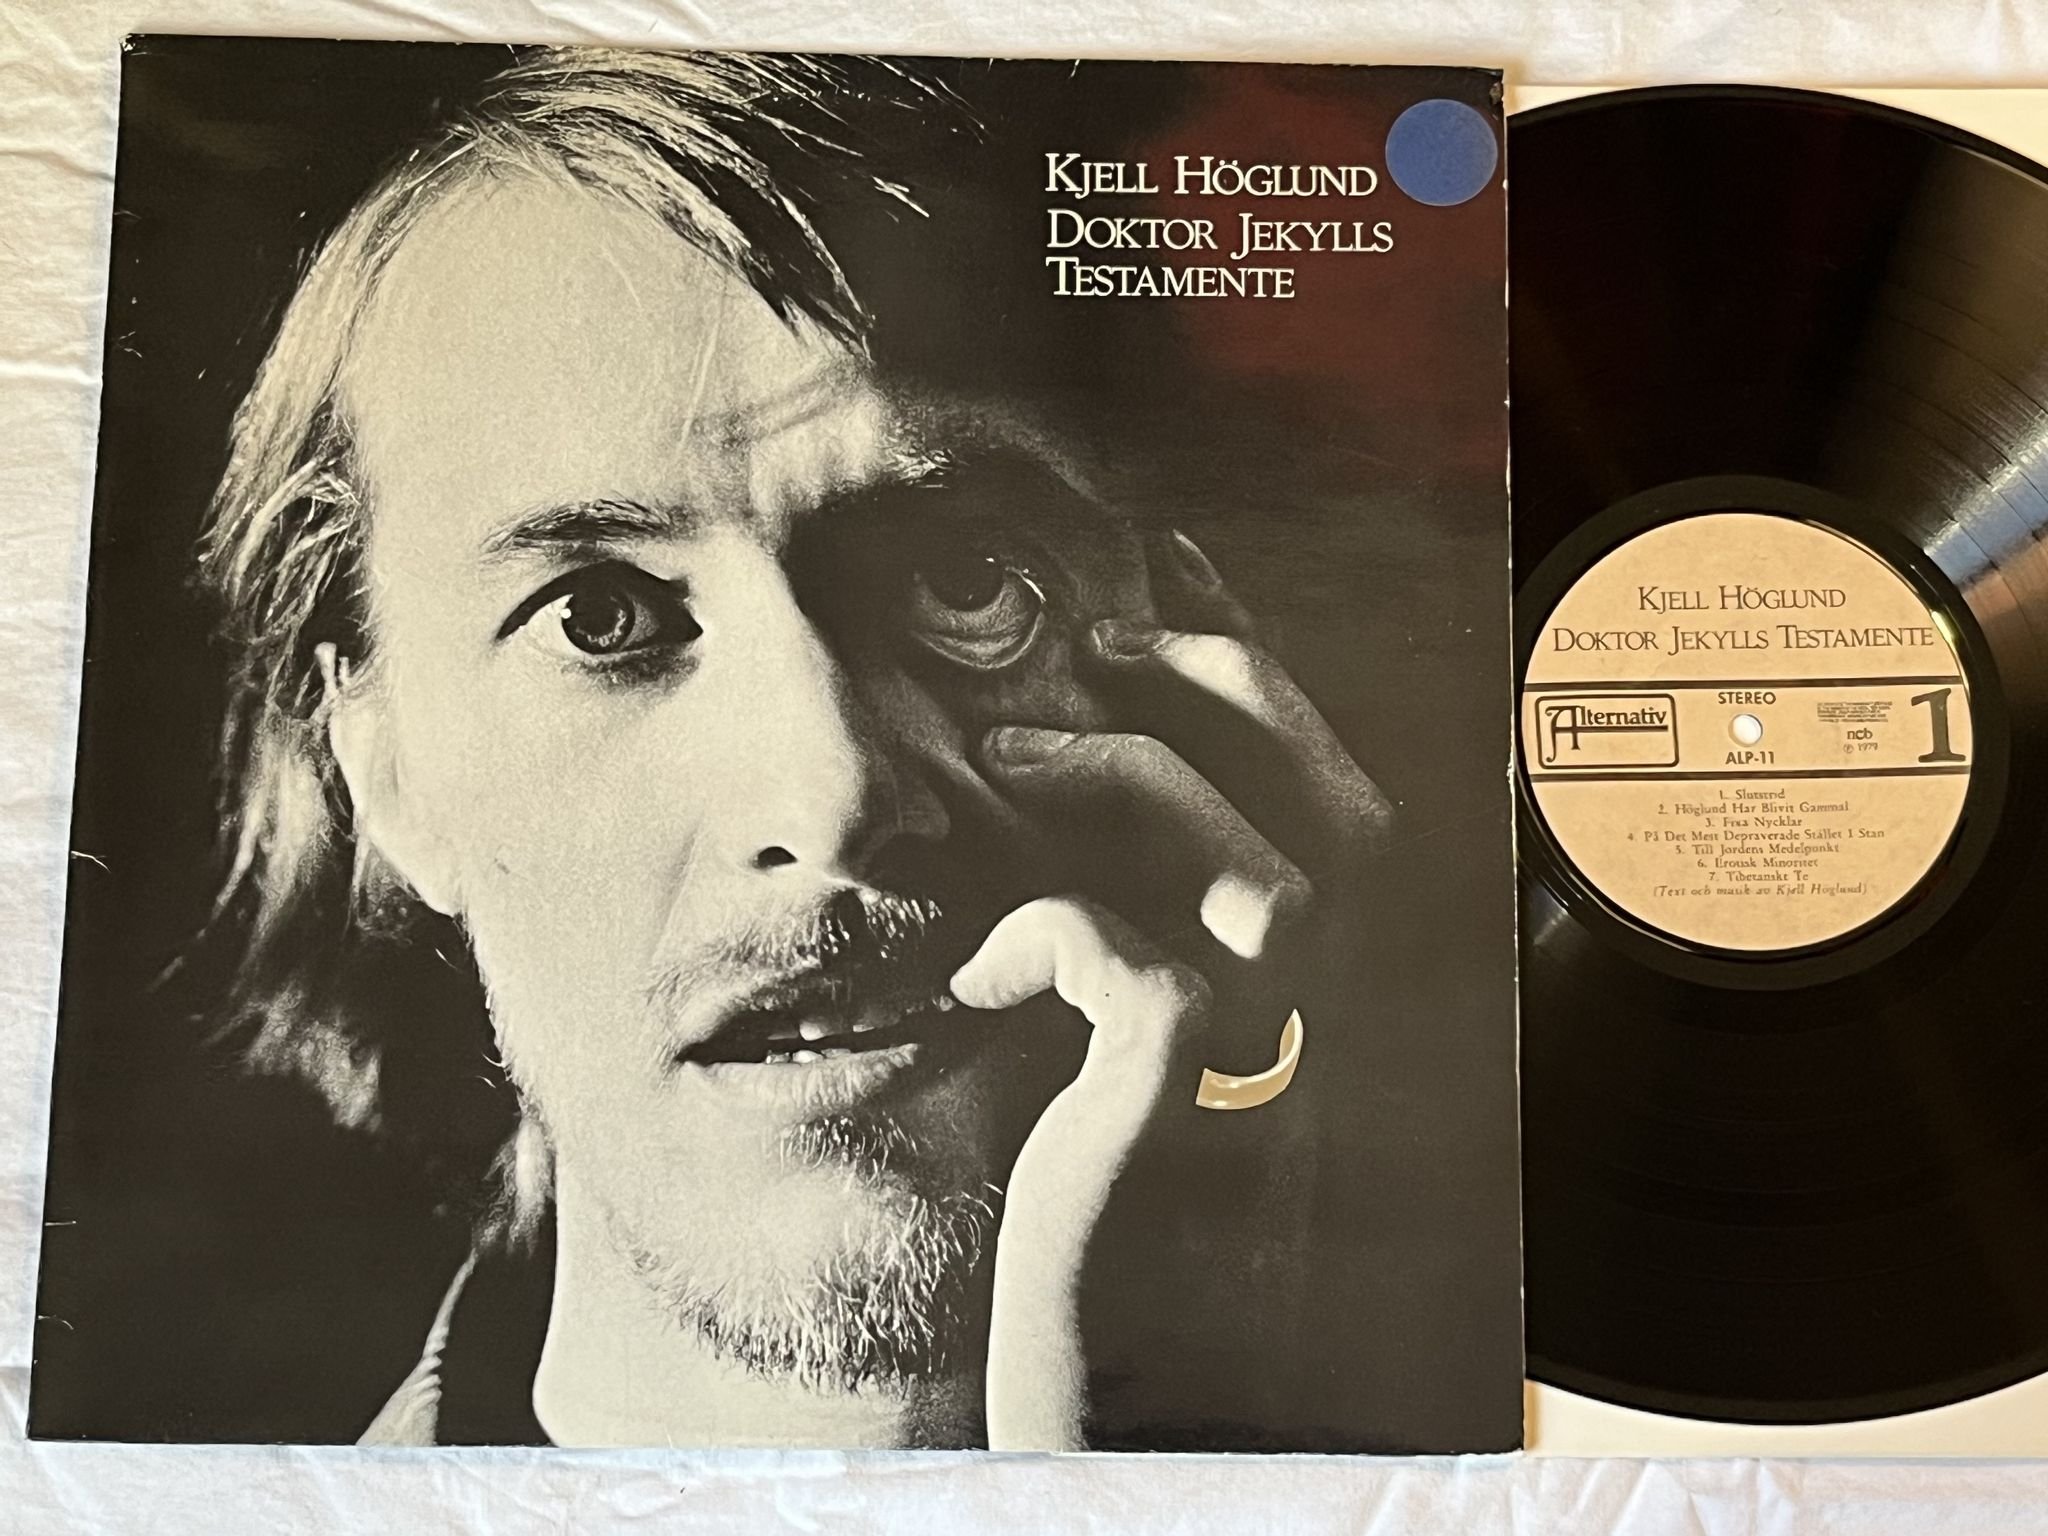 KJELL HÖGLUND
DOKTOR JEKYLLS
TESTAMENTE
KJELL HÖGLUND
DOKTOR JEKYLLS TESTAMENTE
Alternativ
STEREO
ALP-11
ncb
℗ 1979
1
1. Slutstrid
2. Höglund Har Blivit Gammal
3. Fixa Nycklar
4. På Det Mest Depraverade Stället I Stan
5. Till Jordens Medelpunkt
6. Erotisk Minoritet
7. Tibetanskt Te
(Text och musik av Kjell Höglund)